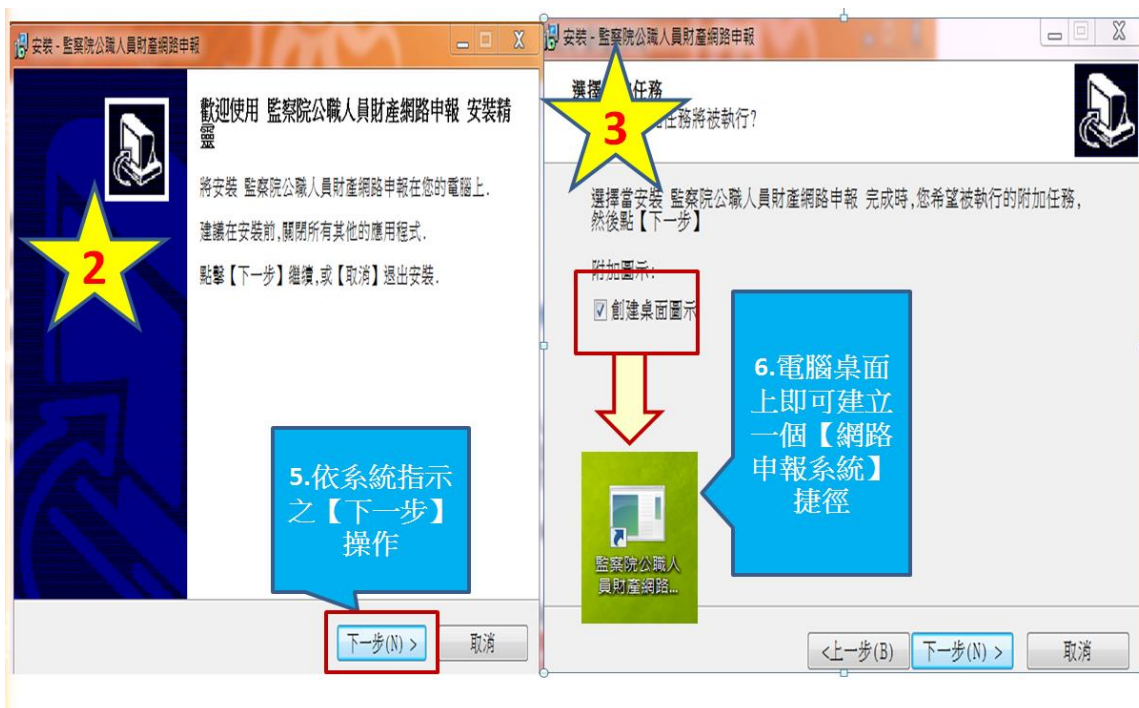 安裝 - 監察院公職人員財產網路申報
歡迎使用 監察院公職人員財產網路申報 安裝精
靈
將安裝 監察院公職人員財產網路申報在您的電腦上.
建議在安裝前,關閉所有其他的應用程式.
點擊【下一步】繼續,或【取消】退出安裝.
2
5.依系統指示
之【下一步】
操作
下一步(N) >
取消
安裝 - 監察院公職人員財產網路申報
選擇 任務
任務將被執行?
3
選擇當安裝 監察院公職人員財產網路申報 完成時,您希望被執行的附加任務,
然後點【下一步】
附加圖示:
創建桌面圖示
6.電腦桌面
上即可建立
一個【網路
申報系統】
捷徑
監察院公職人
員財產網路...
<上一步(B)
下一步(N) >
取消